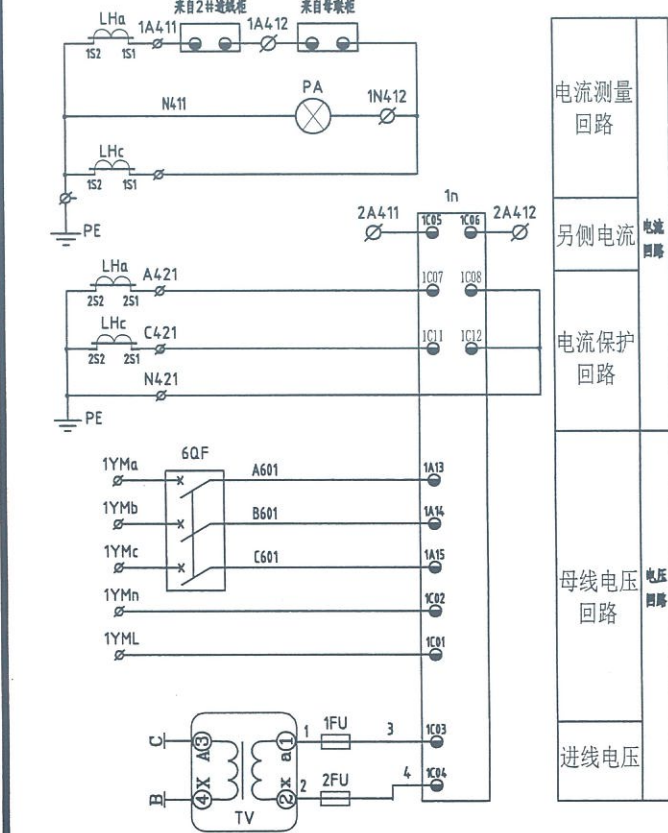 来自2#进线柜 来自母联柜
LHa 1A411 1A412
1S2 1S1
N411 PA 1N412
LHc
1S2 1S1
PE
1n
2A411 1C05 1C06 2A412
LHa A421 1C07 1C08
2S2 2S1
LHc C421 1C11 1C12
2S2 2S1
N421
PE
6QF
1YMa A601 1A13
1YMb B601 1A14
1YMc C601 1A15
1YMn 1C02
1YML 1C01
C A 3 a 1 1 1FU 3 1C03
B 4 X 2 x 2 2FU 4 1C04
TV
电流测量
回路
另侧电流
电流
回路
电流保护
回路
母线电压
回路
电压
回路
进线电压